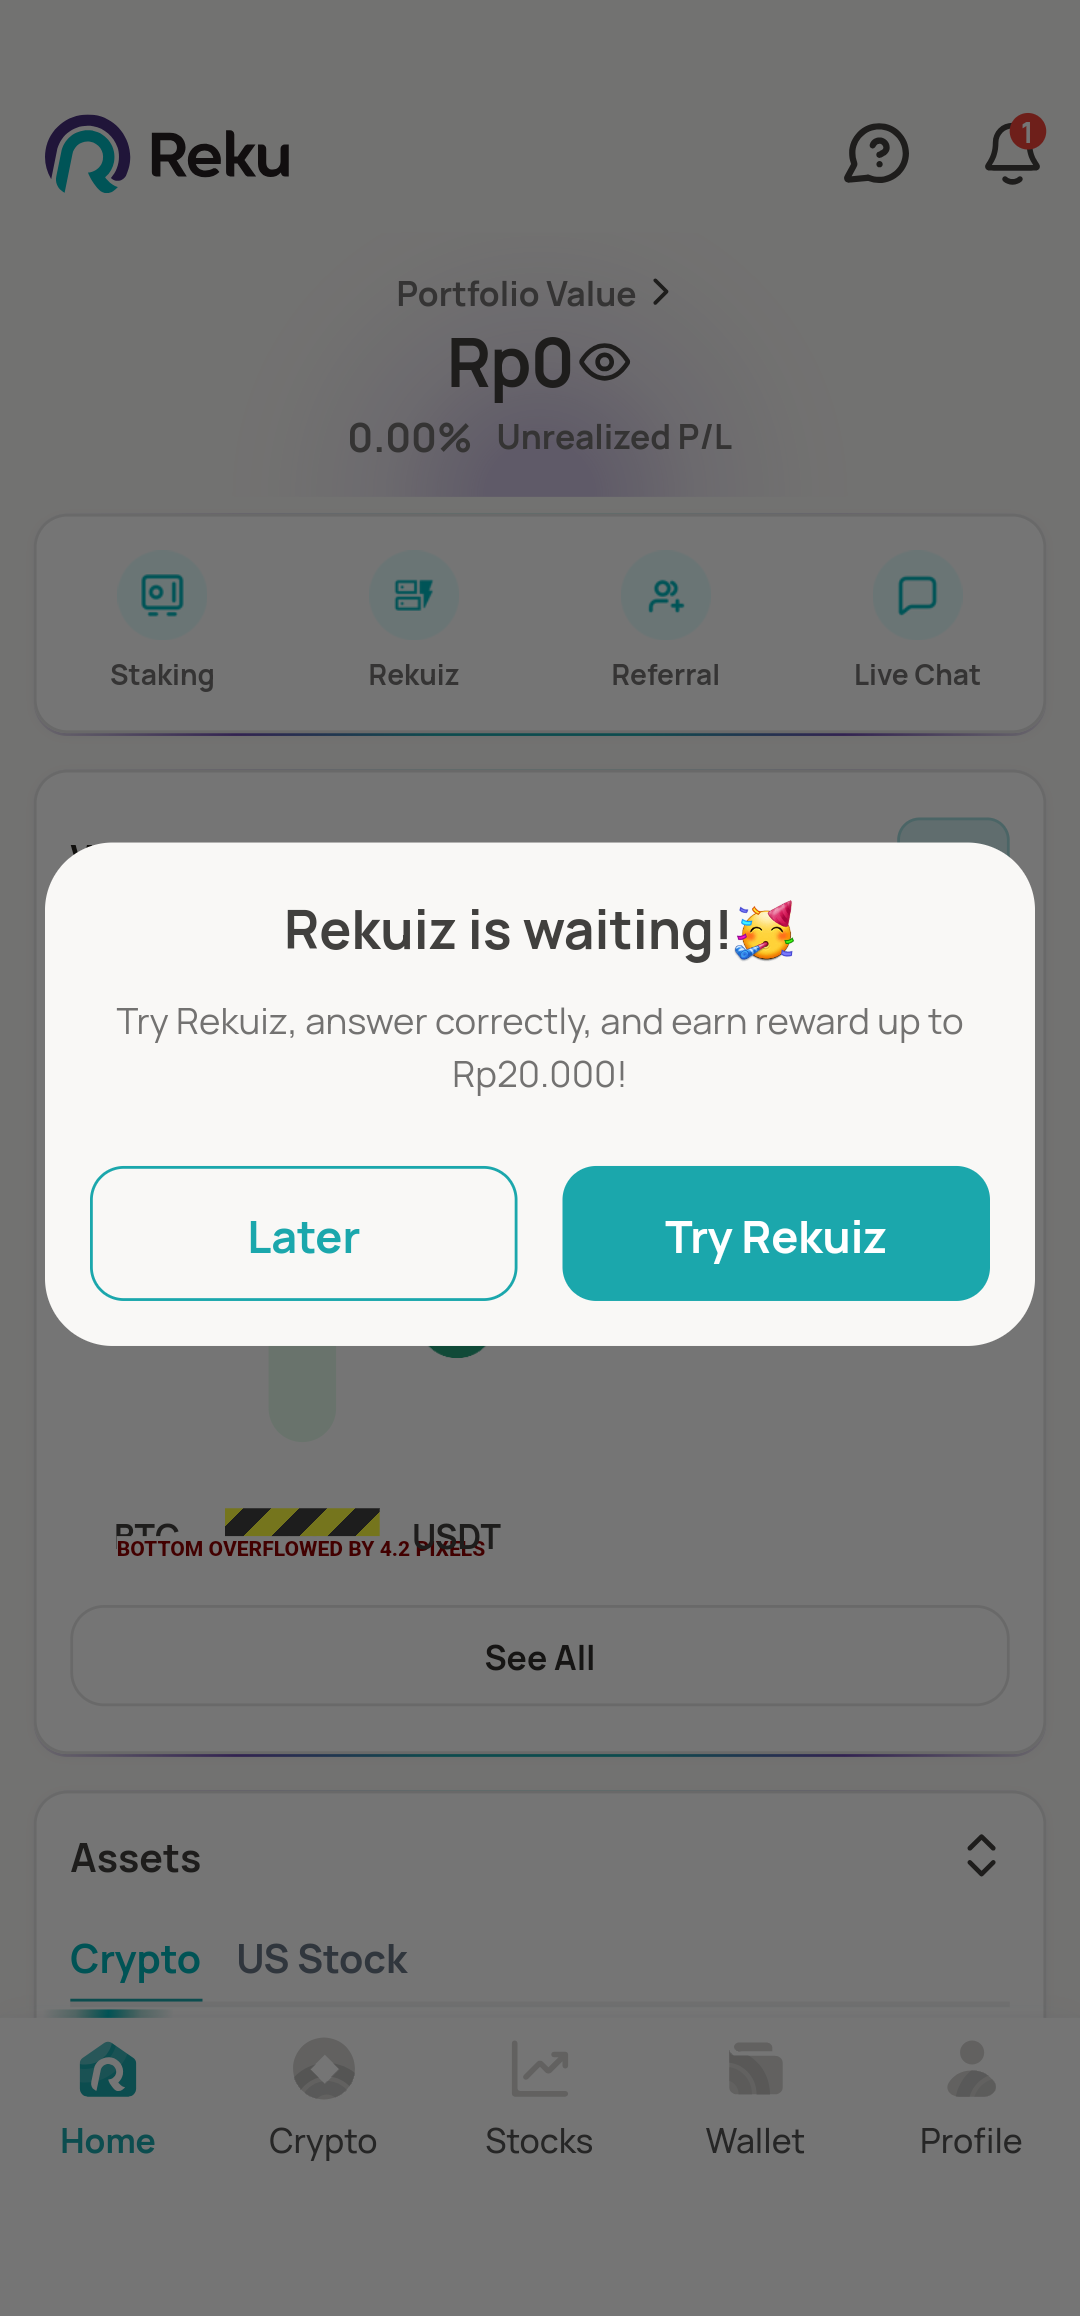 Reku
1
Portfolio Value
Rp0
0.00% Unrealized P/L
Staking Rekuiz Referral Live Chat
Rekuiz is waiting!🥳
Try Rekuiz, answer correctly, and earn reward up to
Rp20.000!
Later Try Rekuiz
BTC USDT
BOTTOM OVERFLOWED BY 4.2 PIXELS
See All
Assets
Crypto US Stock
Home Crypto Stocks Wallet Profile